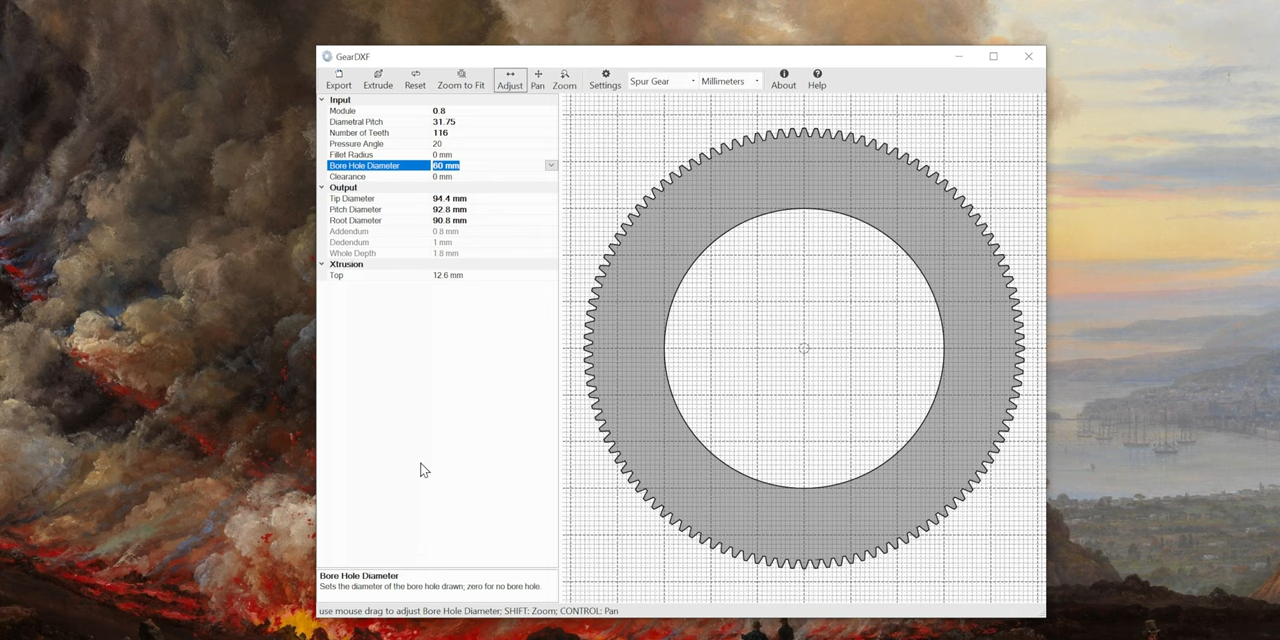 GearDXF
Export Extrude Reset Zoom to Fit Adjust Pan Zoom Settings Spur Gear Millimeters About Help
Input
Module 0.8
Diametral Pitch 31.75
Number of Teeth 116
Pressure Angle 20
Fillet Radius 0 mm
Bore Hole Diameter 60 mm
Clearance 0 mm
Output
Tip Diameter 94.4 mm
Pitch Diameter 92.8 mm
Root Diameter 90.8 mm
Addendum 0.8 mm
Dedendum 1 mm
Whole Depth 1.8 mm
Xtrusion
Top 12.6 mm
Bore Hole Diameter
Sets the diameter of the bore hole drawn; zero for no bore hole.
use mouse drag to adjust Bore Hole Diameter; SHIFT: Zoom; CONTROL: Pan